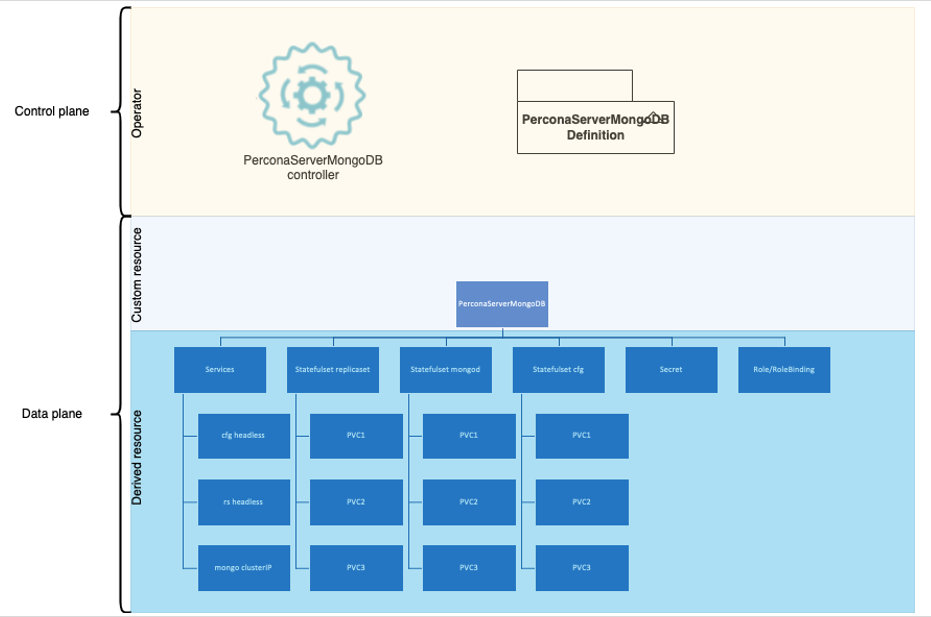 Control plane
Operator
PerconaServerMongoDB
controller
PerconaServerMongoDB
Definition
Custom resource
PerconaServerMongoDB
Data plane
Derived resource
Services
Statefulset replicaset
Statefulset mongod
Statefulset cfg
Secret
Role/RoleBinding
cfg headless
PVC1
PVC1
PVC1
rs headless
PVC2
PVC2
PVC2
mongo clusterIP
PVC3
PVC3
PVC3